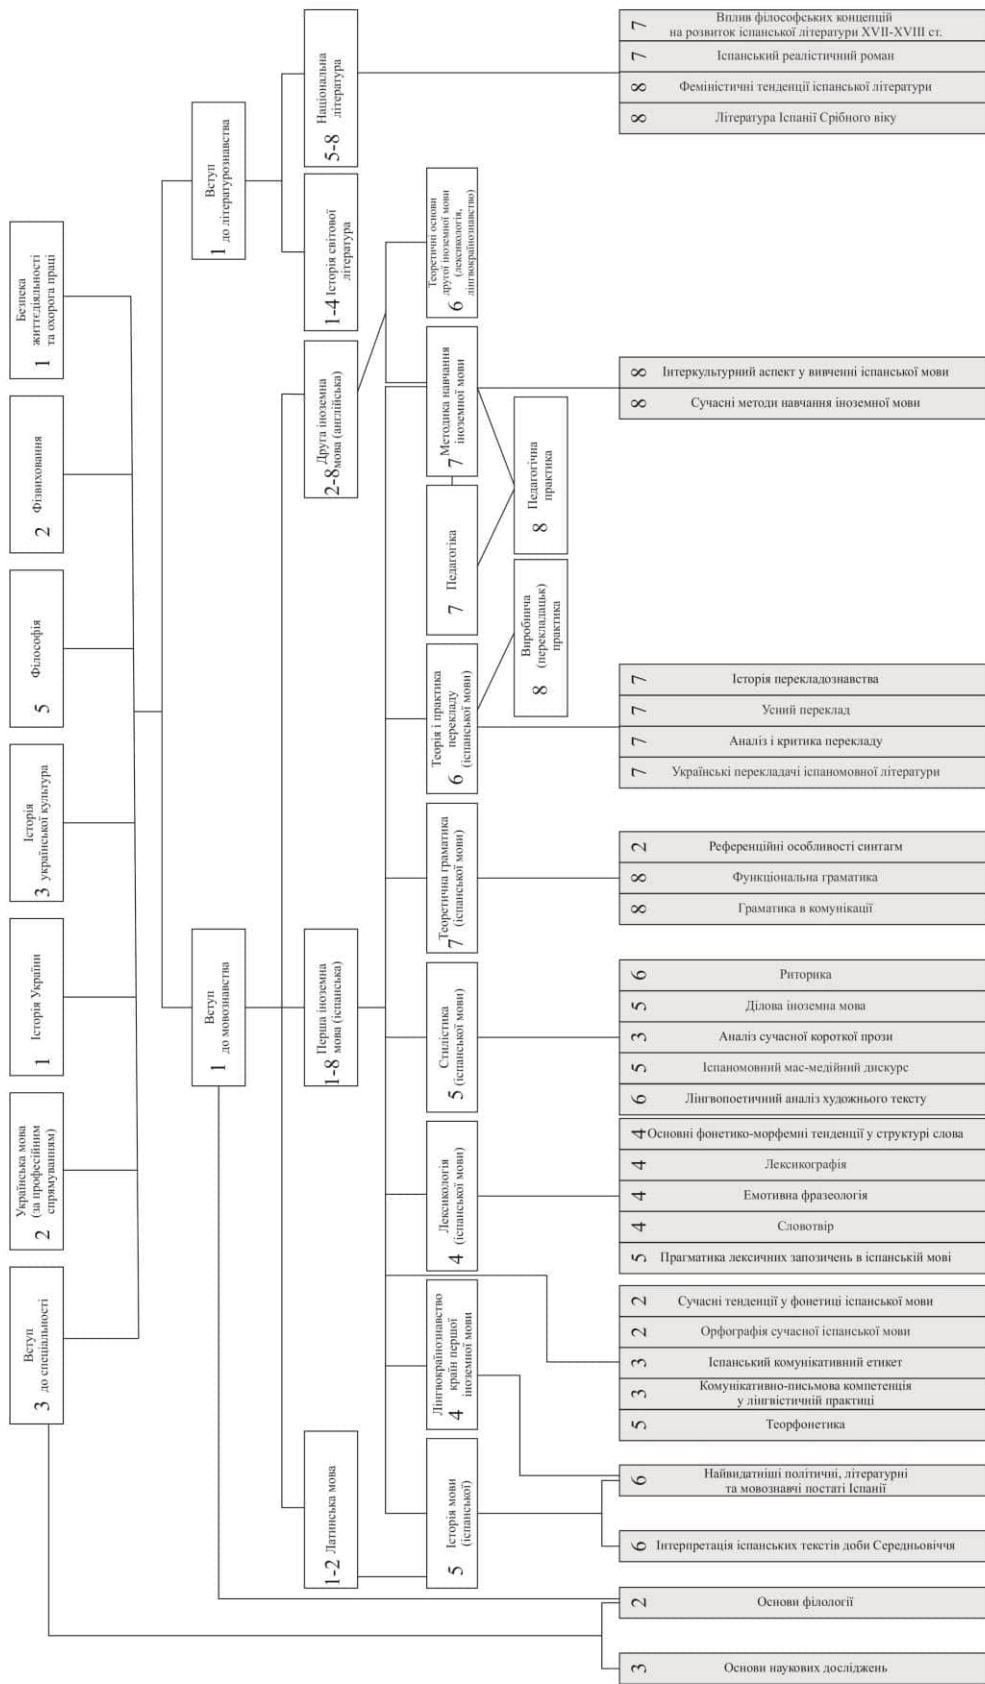 3
Вступ
до спеціальності
2
Українська мова
(за професійним
спрямуванням)
1
Історія України
3
Історія
української культура
5
Філософія
2
Фізвиховання
1
Безпека
життєдіяльності
та охорога праці
1
Вступ
до мовознавства
1
Вступ
до літературознавства
1-2
Латинська мова
1-8
Перша іноземна
мова (іспанська)
2-8
Друга іноземна
мова (англійська)
1-4
Історія світової
література
5-8
Національна
література
5
Історія мови
(іспанської)
4
Лінгвокраїнознавство
країн першої
іноземної мови
4
Лексикологія
(іспанської мови)
5
Стилістика
(іспанської мови)
7
Теоретична граматика
(іспанської мови)
6
Теорія і практика
перекладу
(іспанської мови)
7
Педагогіка
7
Методика навчання
іноземної мови
6
Теоретичні основи
другої іноземної мови
(лексикологія,
лінгвокраїнознавство)
8
Виробнича
(перекладацьк)
практика
8
Педагогічна
практика
7
Вплив філософських концепцій
на розвиток іспанської літератури XVII-XVIII ст.
7
Іспанський реалістичний роман
8
Феміністичні тенденції іспанської літератури
8
Література Іспанії Срібного віку
8
Інтеркультурний аспект у вивченні іспанської мови
8
Сучасні методи навчання іноземної мови
7
Історія перекладознавства
7
Усний переклад
7
Аналіз і критика перекладу
7
Українські перекладачі іспаномовної літератури
2
Референційні особливості синтагм
8
Функціональна граматика
8
Граматика в комунікації
6
Риторика
5
Ділова іноземна мова
3
Аналіз сучасної короткої прози
5
Іспаномовний мас-медійний дискурс
6
Лінгвопоетичний аналіз художнього тексту
4
Основні фонетико-морфемні тенденції у структурі слова
4
Лексикографія
4
Емотивна фразеологія
4
Словотвір
5
Прагматика лексичних запозичень в іспанській мові
2
Сучасні тенденції у фонетиці іспанської мови
2
Орфографія сучасної іспанської мови
3
Іспанський комунікативний етикет
3
Комунікативно-письмова компетенція
у лінгвістичній практиці
5
Теорфонетика
6
Найвидатніші політичні, літературні
та мовознавчі постаті Іспанії
6
Інтерпретація іспанських текстів доби Середньовіччя
2
Основи філології
3
Основи наукових досліджень